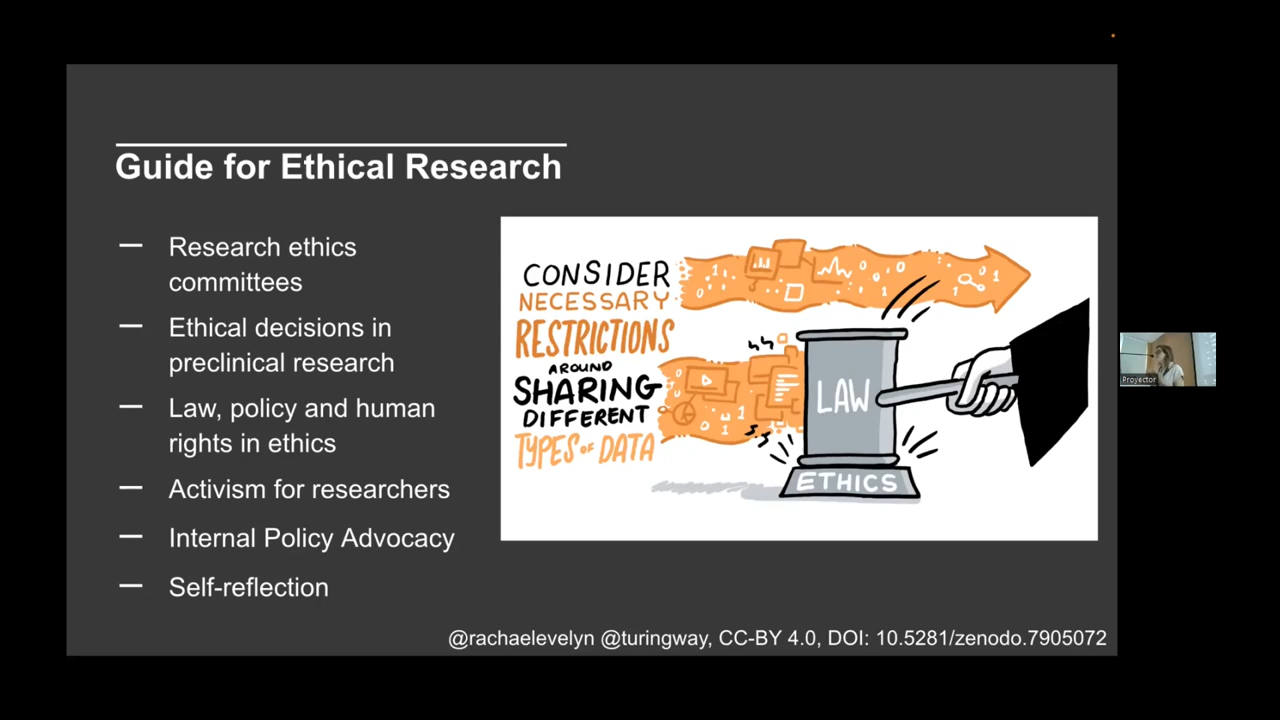 Guide for Ethical Research
— Research ethics
committees
— Ethical decisions in
preclinical research
— Law, policy and human
rights in ethics
— Activism for researchers
— Internal Policy Advocacy
— Self-reflection
CONSIDER
NECESSARY
RESTRICTIONS
AROUND
SHARING
DIFFERENT
TYPES OF DATA
LAW
ETHICS
@rachaelevelyn @turingway, CC-BY 4.0, DOI: 10.5281/zenodo.7905072
Proyector